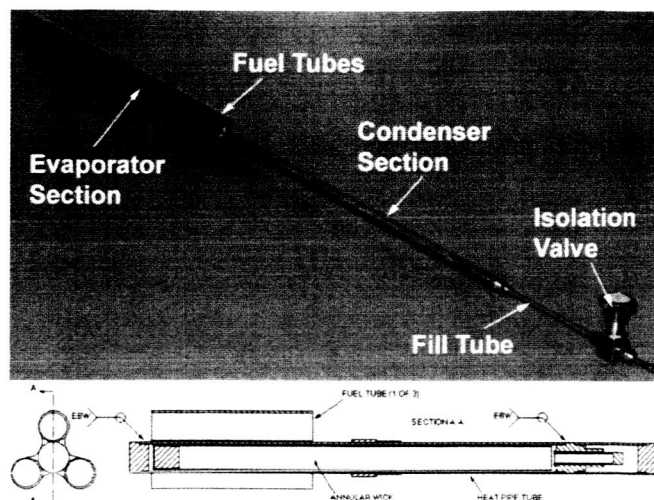 Fuel Tubes
Condenser
Section
Evaporator
Section
Isolation
Valve
Fill Tube
A
EBW
FUEL TUBE (1 OF 3)
SECTION A-A
EBW
A
ANNULAR WICK
HEAT PIPE TUBE